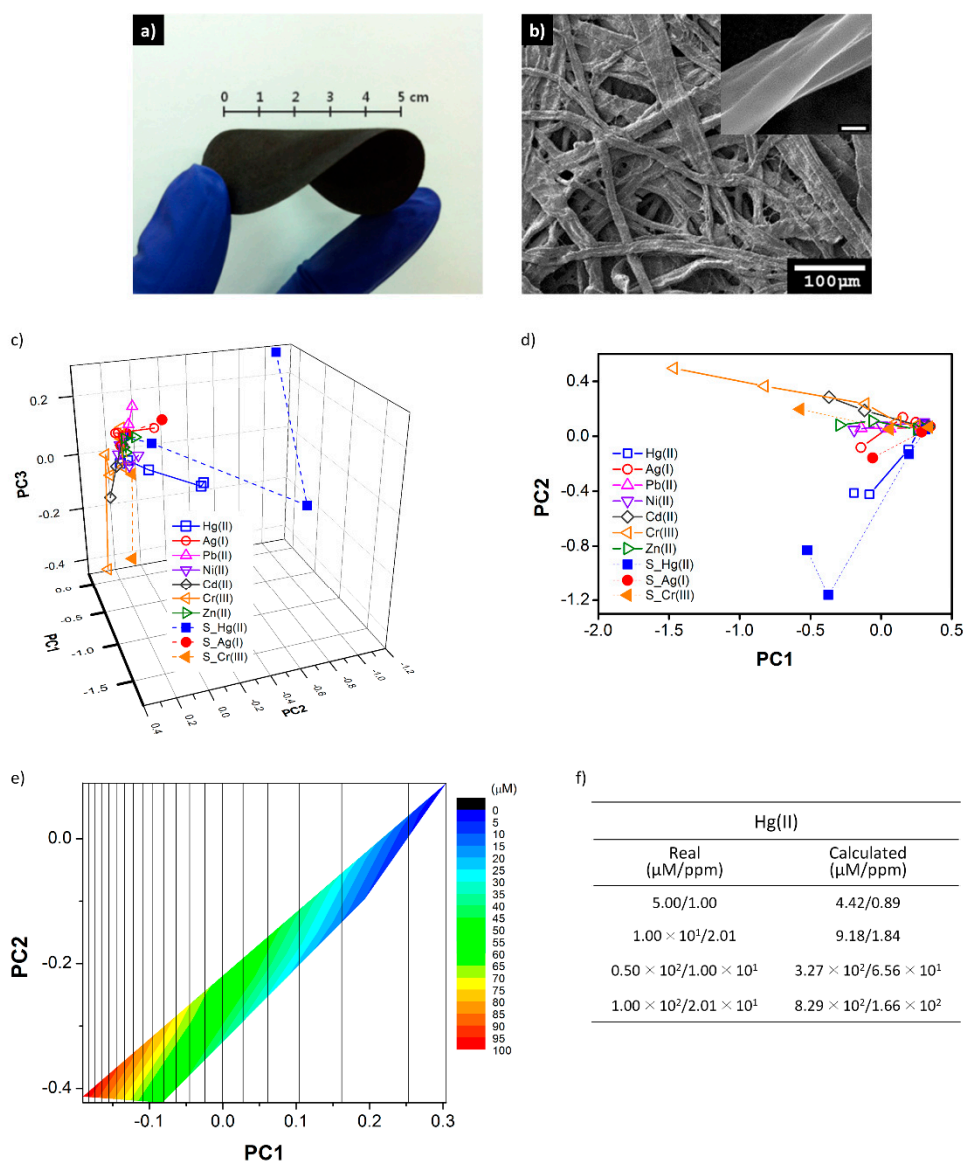 a)
0 1 2 3 4 5 cm
b)
100μm
c)
0.2
0.0
-0.2
-0.4
PC3
0.0
-0.5
-1.0
-1.5
PC1
0.4
0.2
0.0
-0.2
-0.4
-0.6
-0.8
-1.0
-1.2
PC2
Hg(II)
Ag(I)
Pb(II)
Ni(II)
Cd(II)
Cr(III)
Zn(II)
S_Hg(II)
S_Ag(I)
S_Cr(III)
d)
0.4
0.0
-0.4
-0.8
-1.2
PC2
Hg(II)
Ag(I)
Pb(II)
Ni(II)
Cd(II)
Cr(III)
Zn(II)
S_Hg(II)
S_Ag(I)
S_Cr(III)
-2.0 -1.5 -1.0 -0.5 0.0 0.5
PC1
e)
0.0
-0.2
-0.4
PC2
-0.1 0.0 0.1 0.2 0.3
PC1
(μM)
0
5
10
15
20
25
30
35
40
45
50
55
60
65
70
75
80
85
90
95
100
f)
Hg(II)
Real Calculated
(μM/ppm) (μM/ppm)
5.00/1.00 4.42/0.89
1.00 × 10¹/2.01 9.18/1.84
0.50 × 10²/1.00 × 10¹ 3.27 × 10²/6.56 × 10¹
1.00 × 10²/2.01 × 10¹ 8.29 × 10²/1.66 × 10²